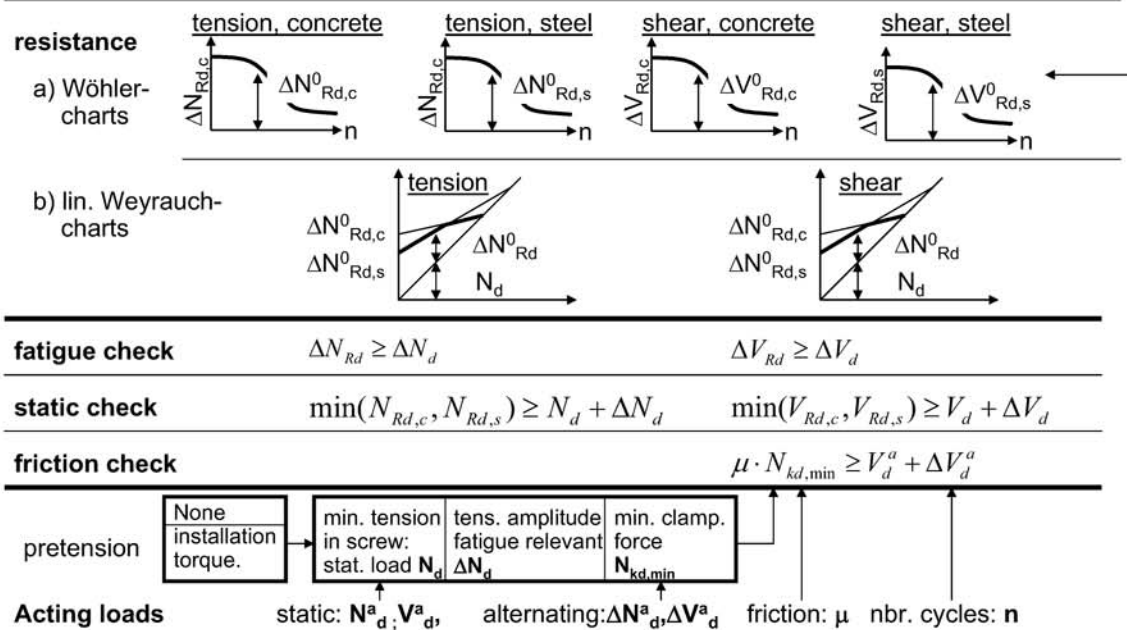 tension, concrete tension, steel shear, concrete shear, steel
resistance
a) Wöhler-
charts
ΔN_Rd,c ΔN⁰_Rd,c n
ΔN_Rd,c ΔN⁰_Rd,s n
ΔV_Rd,c ΔV⁰_Rd,c n
ΔV_Rd,s ΔV⁰_Rd,s n
b) lin. Weyrauch-
charts
tension
ΔN⁰_Rd,c
ΔN⁰_Rd,s
ΔN⁰_Rd
N_d
shear
ΔN⁰_Rd,c
ΔN⁰_Rd,s
ΔN⁰_Rd
N_d
fatigue check ΔN_Rd ≥ ΔN_d ΔV_Rd ≥ ΔV_d
static check min(N_Rd,c, N_Rd,s) ≥ N_d + ΔN_d min(V_Rd,c, V_Rd,s) ≥ V_d + ΔV_d
friction check μ · N_kd,min ≥ V_d^a + ΔV_d^a
pretension
None
installation
torque.
min. tension
in screw:
stat. load N_d
tens. amplitude
fatigue relevant
ΔN_d
min. clamp.
force
N_kd,min
Acting loads static: N^a_d ; V^a_d, alternating:ΔN^a_d,ΔV^a_d friction: μ nbr. cycles: n